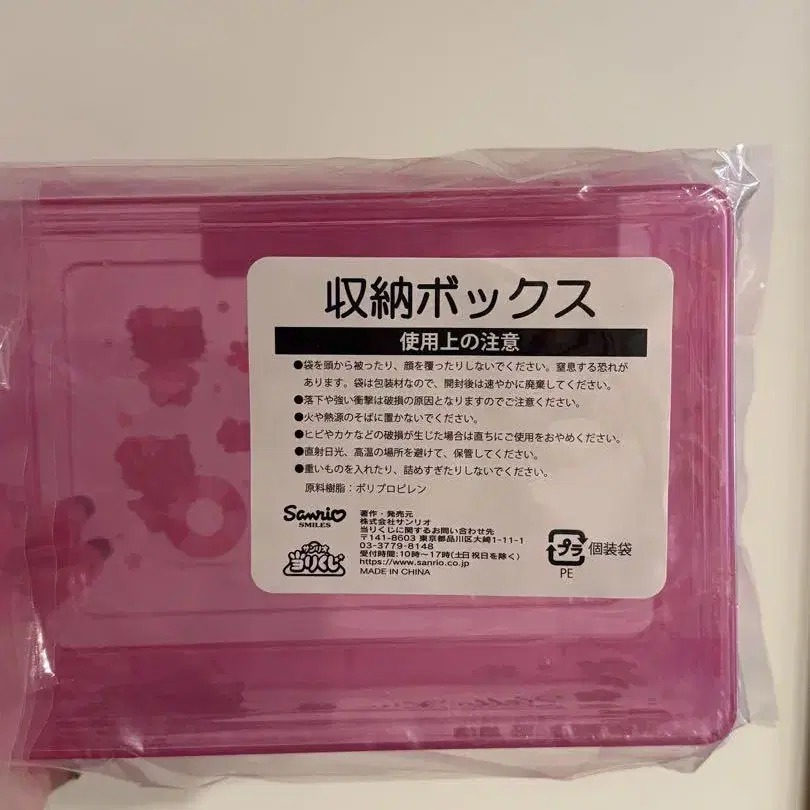 収納ボックス
使用上の注意
●袋を頭から被ったり、顔を覆ったりしないでください。窒息する恐れが
あります。袋は包装材なので、開封後は速やかに廃棄してください。
●落下や強い衝撃は破損の原因となりますのでご注意ください。
●火や熱源のそばに置かないでください。
●ヒビやカケなどの破損が生じた場合は直ちにご使用をおやめください。
●直射日光、高温の場所を避けて、保管してください。
●重いものを入れたり、詰めすぎたりしないでください。
原料樹脂：ポリプロピレン
Sanrio
SMILES
サンリオ
当りくじ
著作・発売元
株式会社サンリオ
当りくじに関するお問い合わせ先
〒141-8603 東京都品川区大崎1-11-1
03-3779-8148
受付時間:10時～17時(土日祝日を除く)
https://www.sanrio.co.jp
MADE IN CHINA
プラ 個装袋
PE